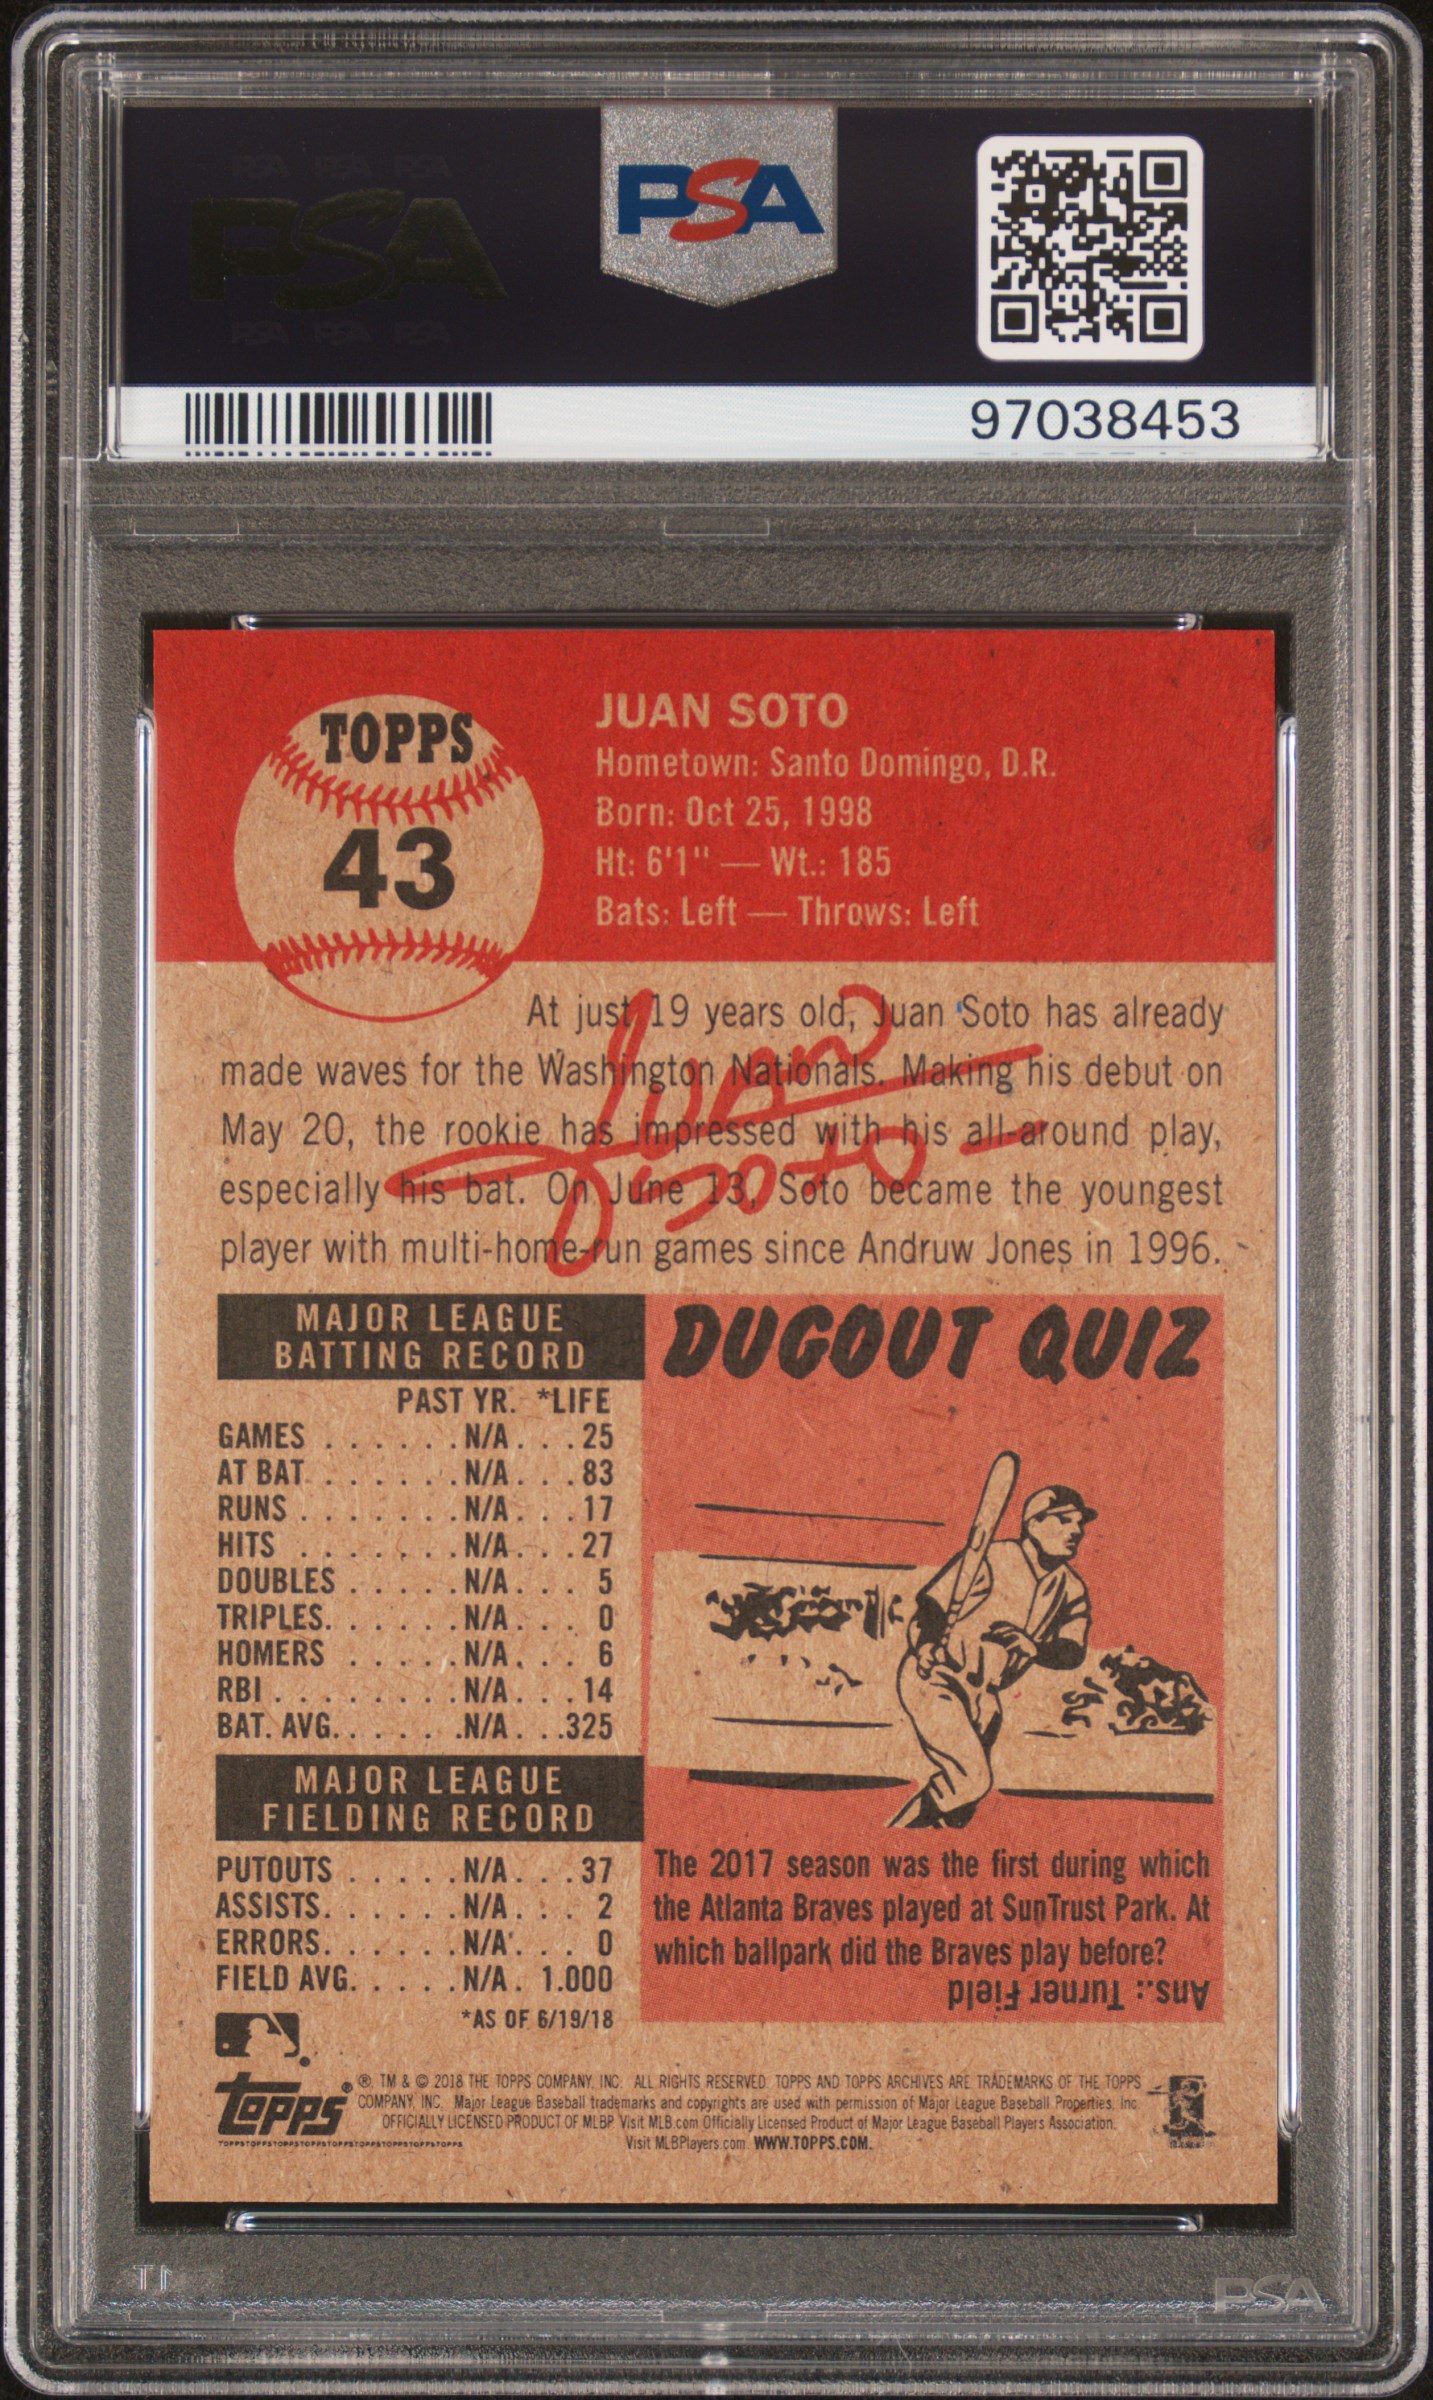 PSA PSA PSA
PSA
PSA PSA PSA
PSA
97038453
TOPPS
43
JUAN SOTO
Hometown: Santo Domingo, D.R.
Born: Oct 25, 1998
Ht: 6'1" — Wt.: 185
Bats: Left — Throws: Left
At just 19 years old, Juan Soto has already
made waves for the Washington Nationals. Making his debut on
May 20, the rookie has impressed with his all-around play,
especially his bat. On June 13, Soto became the youngest
player with multi-home-run games since Andruw Jones in 1996.
Juan
Soto
MAJOR LEAGUE
BATTING RECORD
PAST YR. *LIFE
GAMES . . . . . . N/A . . . 25
AT BAT . . . . . . N/A . . . 83
RUNS . . . . . . . N/A . . . 17
HITS . . . . . . . N/A . . . 27
DOUBLES . . . . . N/A . . . 5
TRIPLES. . . . . . N/A . . . 0
HOMERS . . . . . N/A . . . 6
RBI . . . . . . . . N/A . . . 14
BAT. AVG. . . . . . N/A . . .325
MAJOR LEAGUE
FIELDING RECORD
PUTOUTS . . . . . N/A . . . 37
ASSISTS. . . . . . N/A . . . 2
ERRORS. . . . . . N/A . . . 0
FIELD AVG. . . . . N/A . 1.000
*AS OF 6/19/18
DUGOUT QUIZ
The 2017 season was the first during which
the Atlanta Braves played at SunTrust Park. At
which ballpark did the Braves play before?
Ans.: Turner Field
topps®
TOPPSTOPPSTOPPSTOPPSTOPPSTOPPSTOPPSTOPPSTOPPS
®, TM & © 2018 THE TOPPS COMPANY, INC. ALL RIGHTS RESERVED. TOPPS AND TOPPS ARCHIVES ARE TRADEMARKS OF THE TOPPS
COMPANY, INC. Major League Baseball trademarks and copyrights are used with permission of Major League Baseball Properties, Inc.
OFFICIALLY LICENSED PRODUCT OF MLBP. Visit MLB.com Officially Licensed Product of Major League Baseball Players Association.
Visit MLBPlayers.com. WWW.TOPPS.COM.
PSA